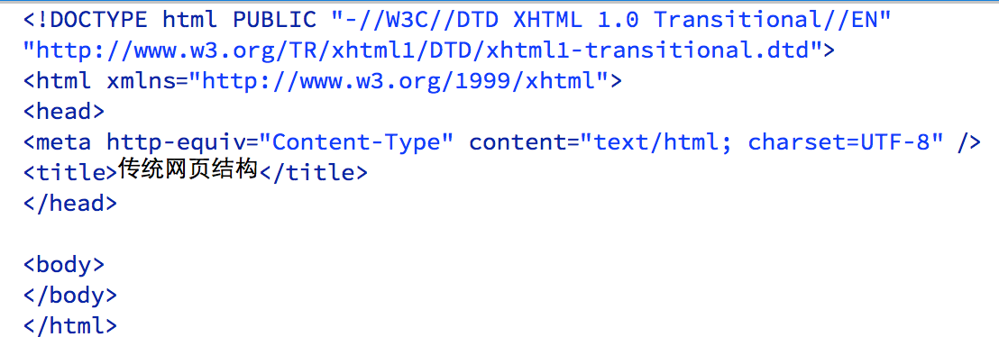 <!DOCTYPE html PUBLIC "-//W3C//DTD XHTML 1.0 Transitional//EN"
"http://www.w3.org/TR/xhtml1/DTD/xhtml1-transitional.dtd">
<html xmlns="http://www.w3.org/1999/xhtml">
<head>
<meta http-equiv="Content-Type" content="text/html; charset=UTF-8" />
<title>传统网页结构</title>
</head>
<body>
</body>
</html>